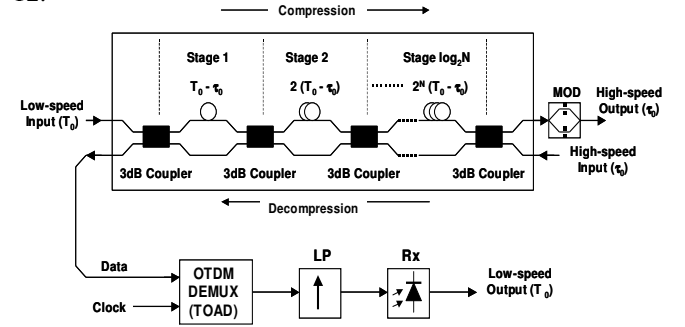 Compression
Stage 1 Stage 2 Stage log₂N
T₀ - τ₀ 2 (T₀ - τ₀) 2ᴺ (T₀ - τ₀)
MOD
Low-speed
Input (T₀)
High-speed
Output (τ₀)
High-speed
Input (τ₀)
3dB Coupler 3dB Coupler 3dB Coupler 3dB Coupler
Decompression
Data
Clock
OTDM
DEMUX
(TOAD)
LP
Rx
Low-speed
Output (T₀)